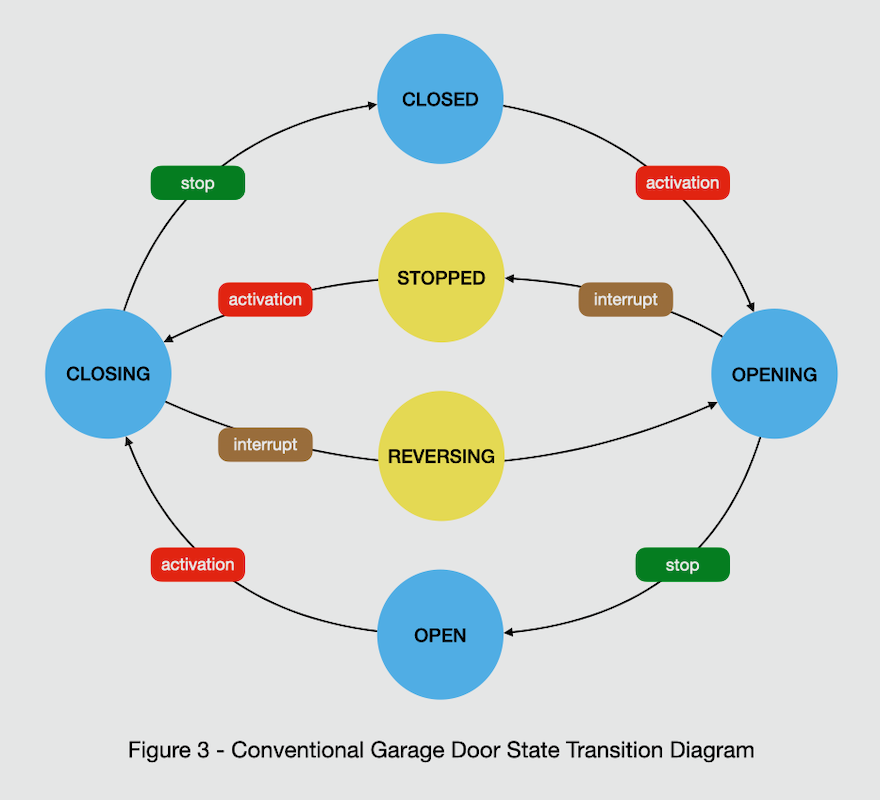 CLOSED
stop
activation
STOPPED
activation
interrupt
CLOSING
OPENING
interrupt
REVERSING
activation
stop
OPEN
Figure 3 - Conventional Garage Door State Transition Diagram